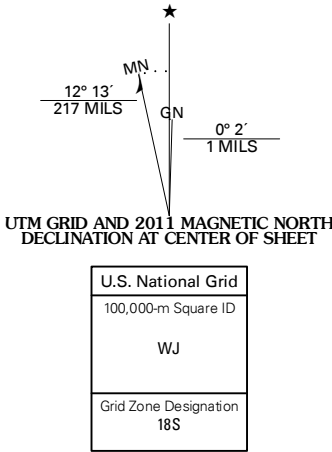 ★
MN
GN
12° 13´
217 MILS
0° 2´
1 MILS
UTM GRID AND 2011 MAGNETIC NORTH
DECLINATION AT CENTER OF SHEET
U.S. National Grid
100,000-m Square ID
WJ
Grid Zone Designation
18S